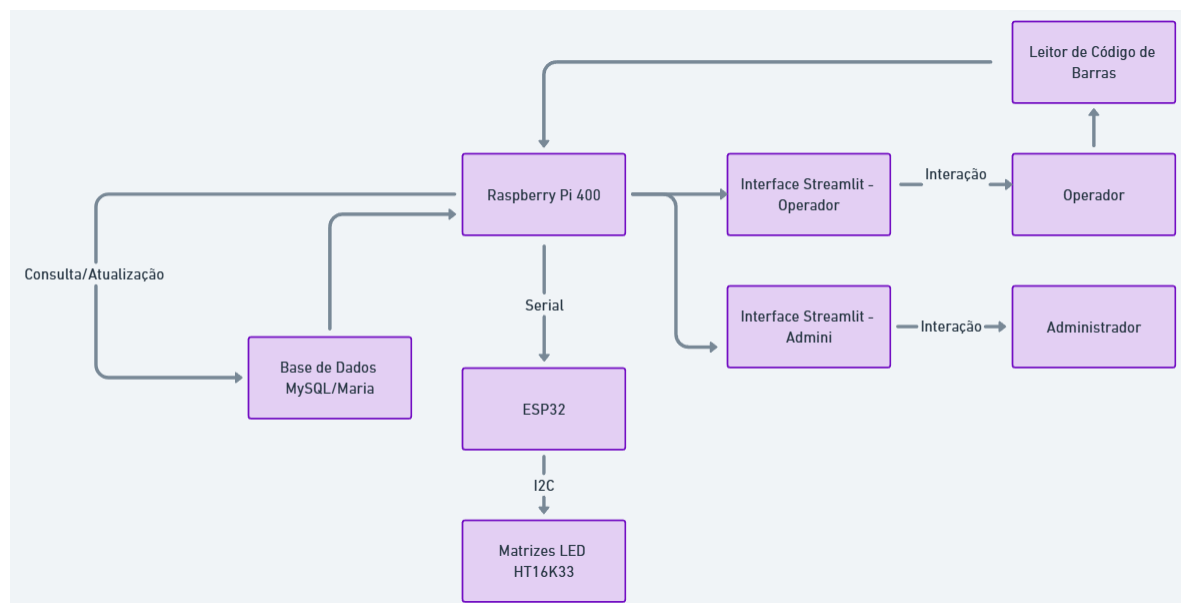 Leitor de Código de
Barras
Raspberry Pi 400
Interface Streamlit -
Operador
Interação
Operador
Consulta/Atualização
Serial
Interface Streamlit -
Admini
Interação
Administrador
Base de Dados
MySQL/Maria
ESP32
I2C
Matrizes LED
HT16K33